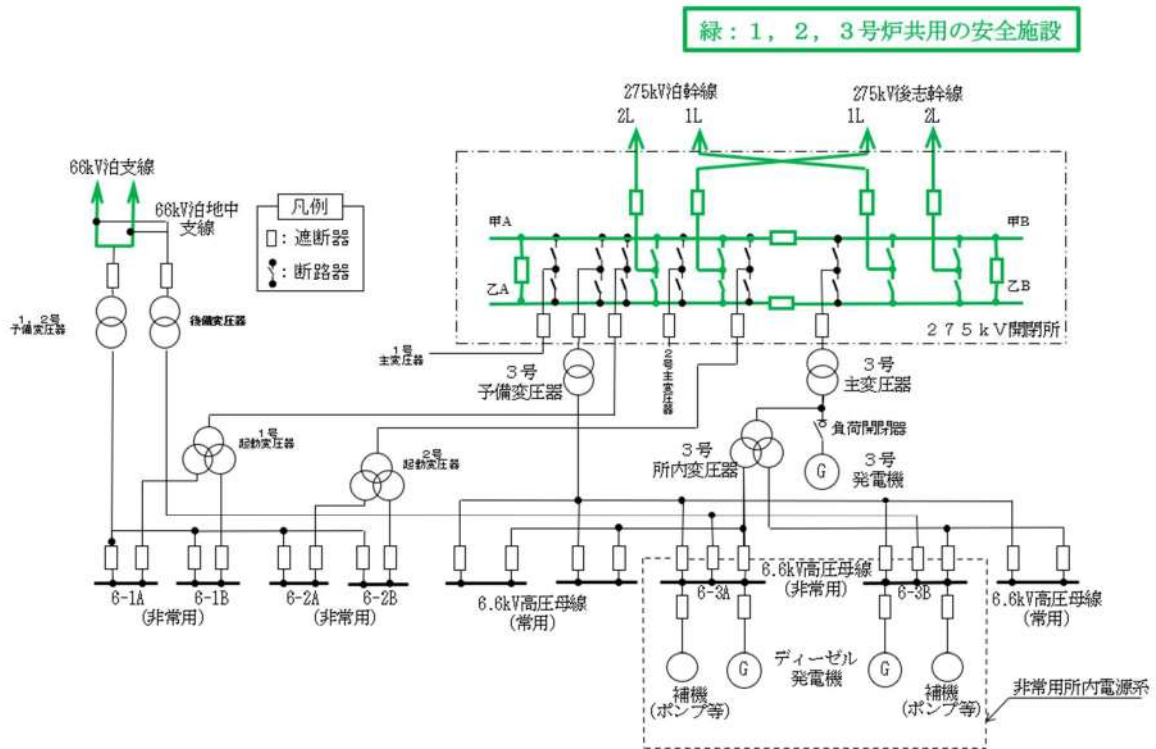 緑：1，2，3号炉共用の安全施設
275kV泊幹線
2L
1L
275kV後志幹線
1L
2L
66kV泊支線
66kV泊地中
支線
凡例
：遮断器
：断路器
甲A
甲B
乙A
乙B
275kV開閉所
1，2号
予備変圧器
後備変圧器
1号
主変圧器
3号
予備変圧器
2号主変圧器
3号
主変圧器
負荷開閉器
1号
起動変圧器
2号
起動変圧器
3号
所内変圧器
G
3号
発電機
6-1A
6-1B
(非常用)
6-2A
6-2B
(非常用)
6.6kV高圧母線
(常用)
6.6kV高圧母線
(非常用)
6-3A
6-3B
6.6kV高圧母線
(常用)
補機
(ポンプ等)
G
ディーゼル
発電機
G
補機
(ポンプ等)
非常用所内電源系